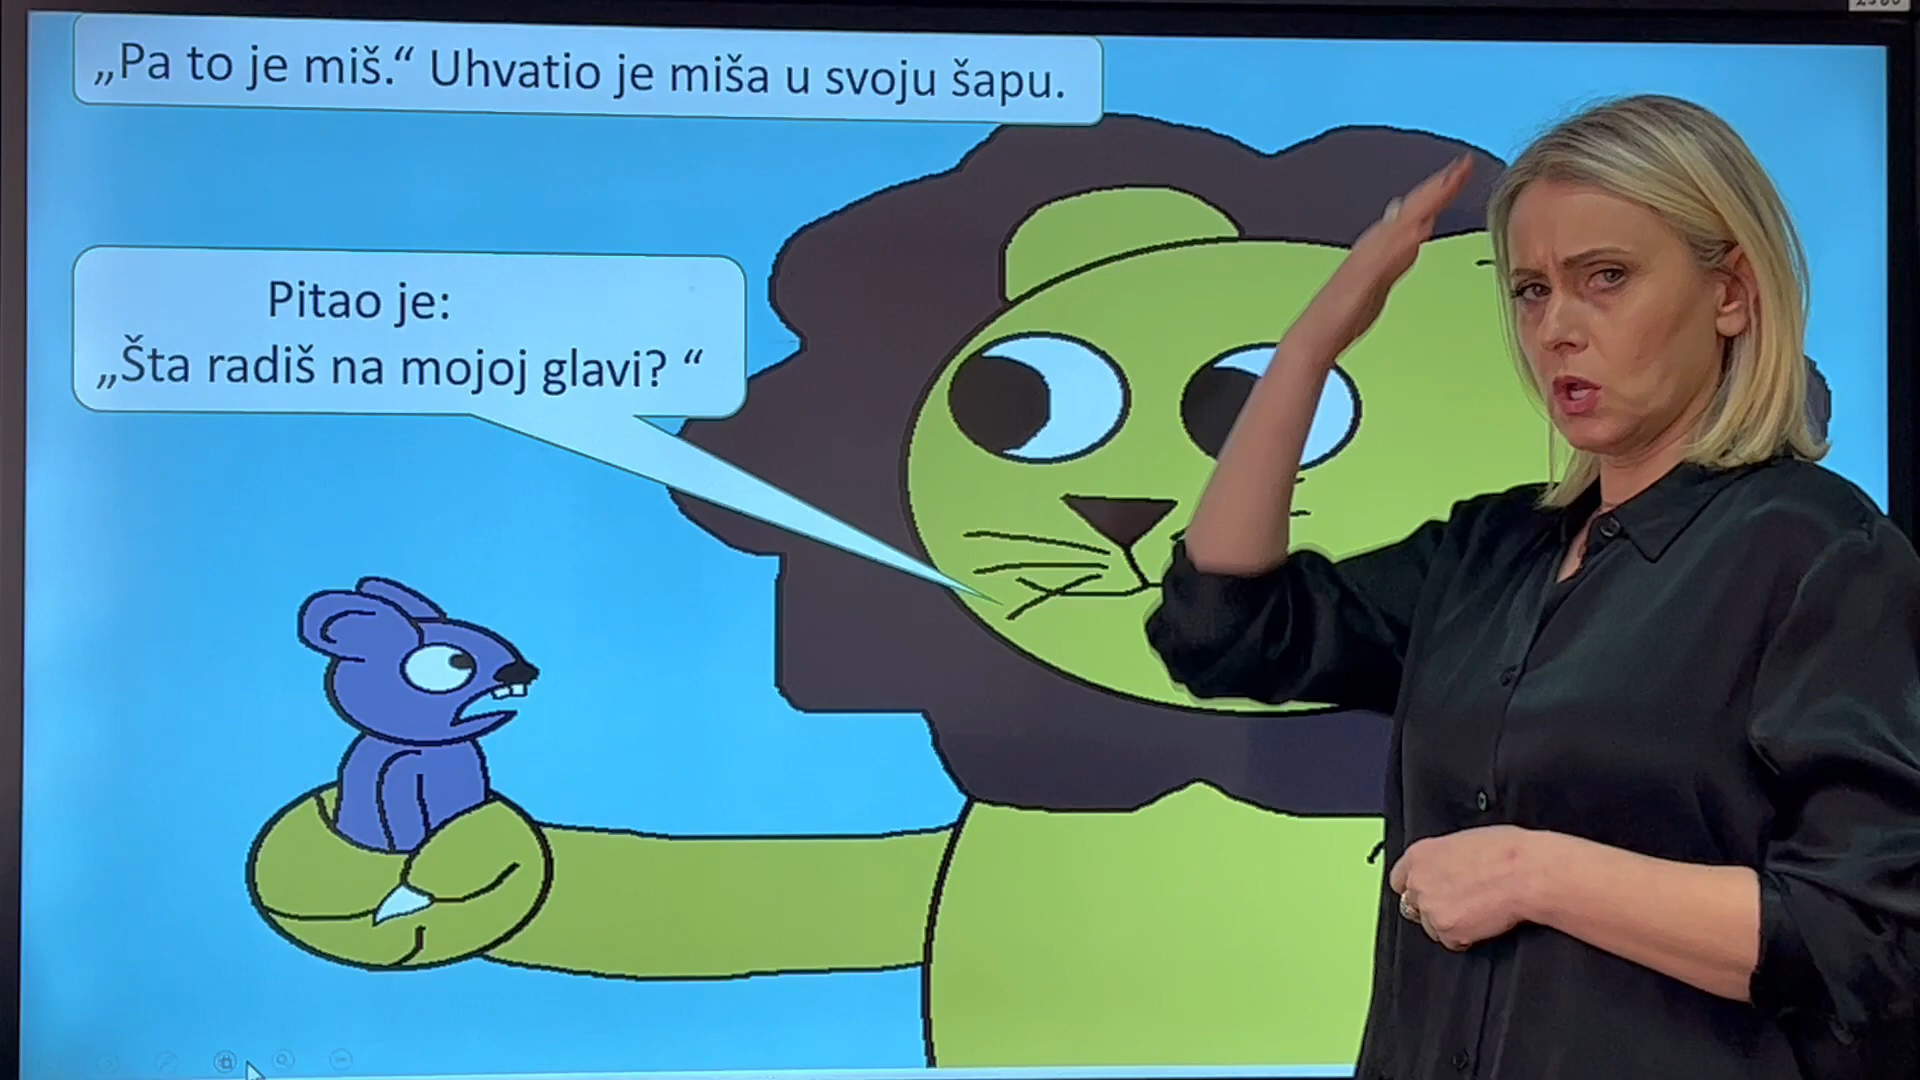 „Pa to je miš.“ Uhvatio je miša u svoju šapu.
Pitao je:
„Šta radiš na mojoj glavi? “